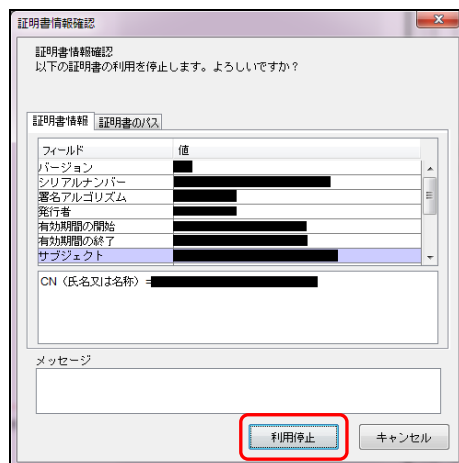 証明書情報確認
証明書情報確認
以下の証明書の利用を停止します。よろしいですか？
証明書情報 証明書のパス
フィールド 値
バージョン
シリアルナンバー
署名アルゴリズム
発行者
有効期間の開始
有効期間の終了
サブジェクト
CN（氏名又は名称）=
メッセージ
利用停止 キャンセル